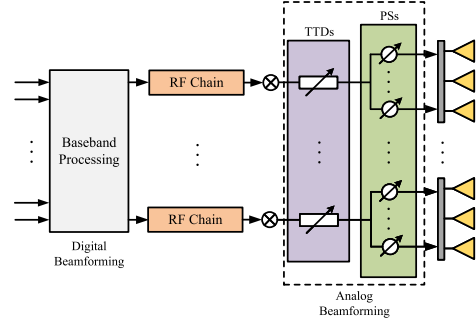 PSs
TTDs
RF Chain
Baseband
Processing
RF Chain
Digital
Beamforming
Analog
Beamforming